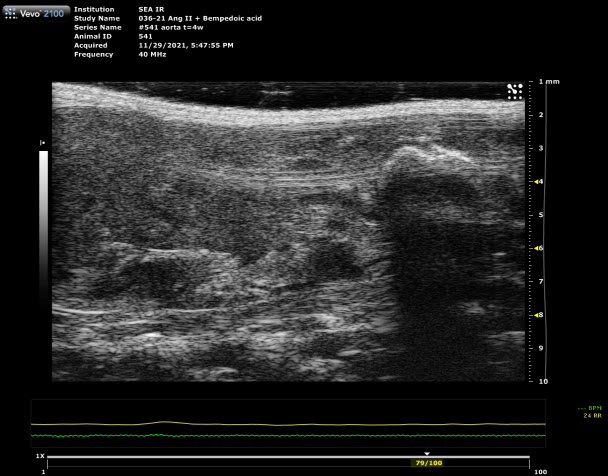 Vevo 2100
Institution SEA IR
Study Name 036-21 Ang II + Bempedoic acid
Series Name #541 aorta t=4w
Animal ID 541
Acquired 11/29/2021, 5:47:55 PM
Frequency 40 MHz
1 mm
2
3
4
5
6
7
8
9
10
--- BPM
24 RR
1X
79/100
1 100